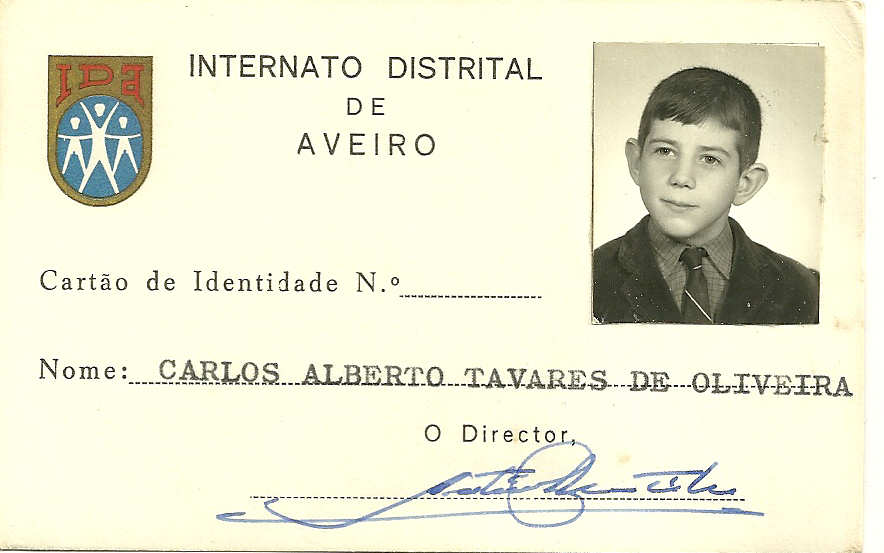 IDA
INTERNATO DISTRITAL
DE
AVEIRO
Cartão de Identidade N.º
Nome: CARLOS ALBERTO TAVARES DE OLIVEIRA
O Director,